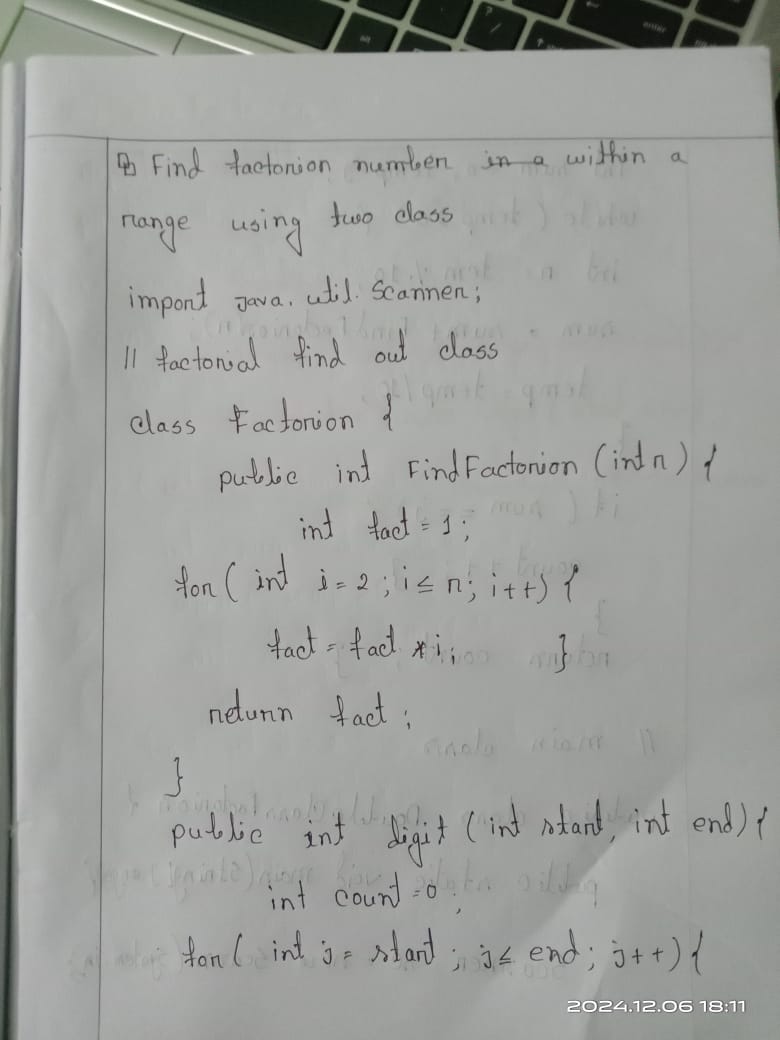 Find factorion number in a within a
range using two class
import java.util.Scanner;
// factorial find out class
class Factorion {
public int FindFactorion (int n) {
int fact = 1;
for( int i = 2 ; i ≤ n; i++) {
fact = fact * i; }
return fact ;
}
public int digit (int start, int end) {
int count = 0;
for( int j = start ; j ≤ end; j++) {
2024.12.06 18:11